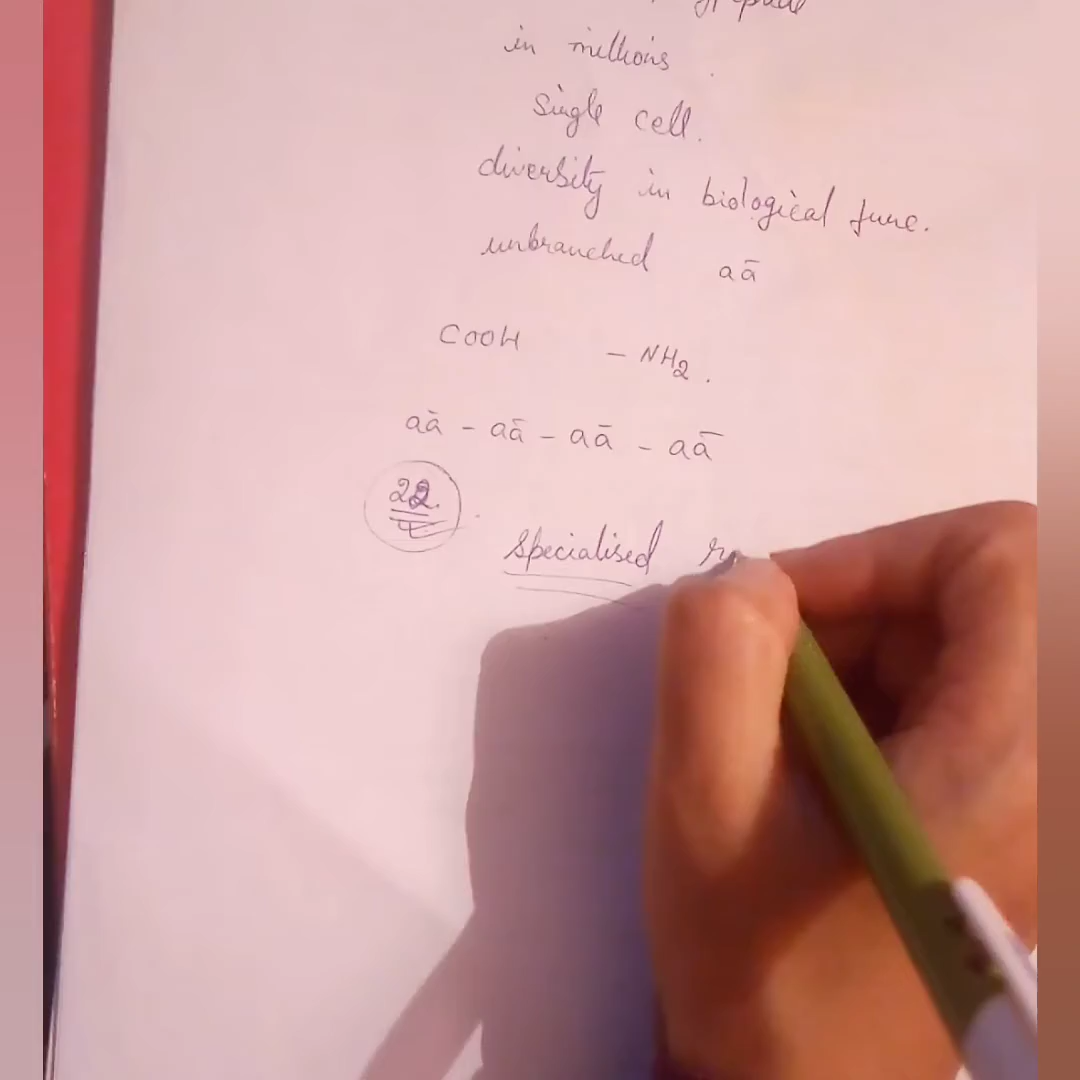 in millions.
single cell.
diversity in biological func.
unbranched aā
COOH - NH2.
aā - aā - aā - aā
22.
specialised